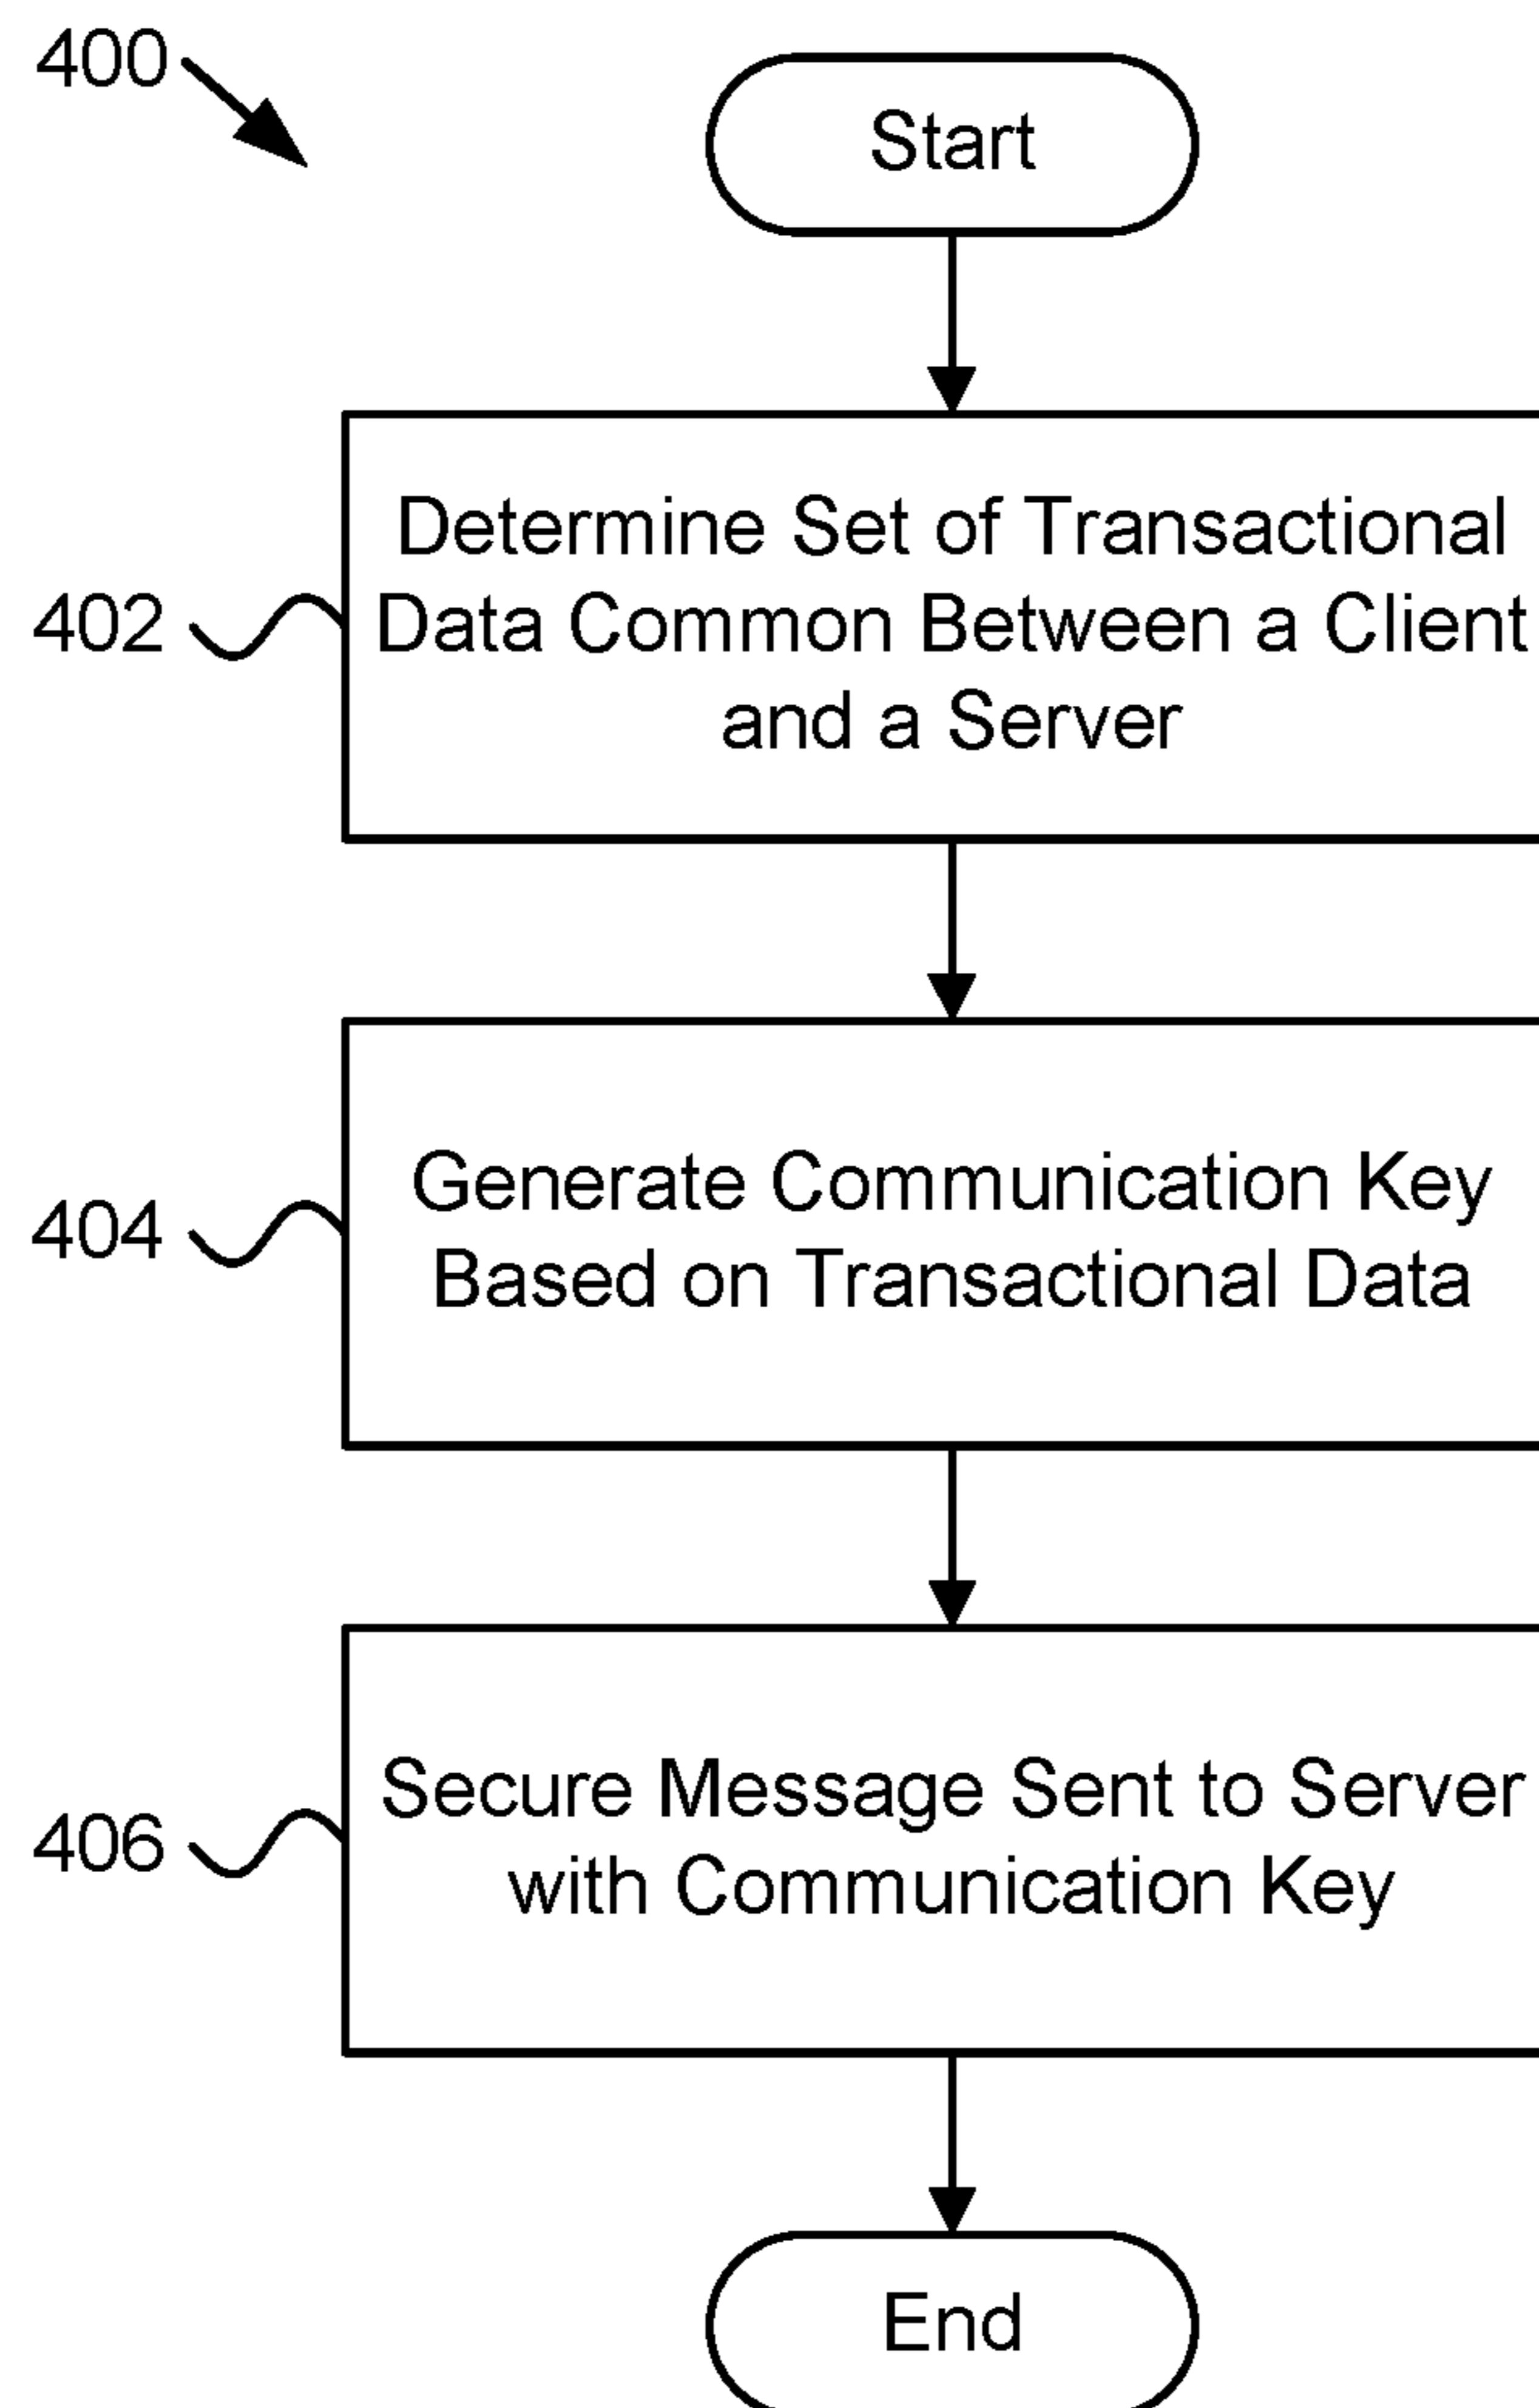 400
Start
402
Determine Set of Transactional
Data Common Between a Client
and a Server
404
Generate Communication Key
Based on Transactional Data
406
Secure Message Sent to Server
with Communication Key
End